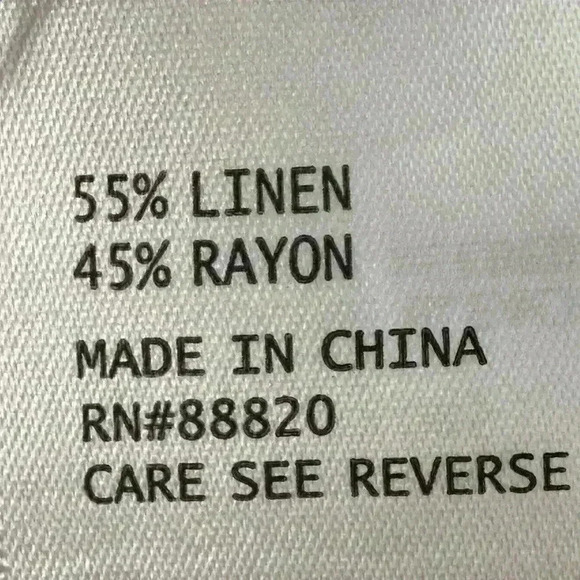 55% LINEN
45% RAYON
MADE IN CHINA
RN#88820
CARE SEE REVERSE